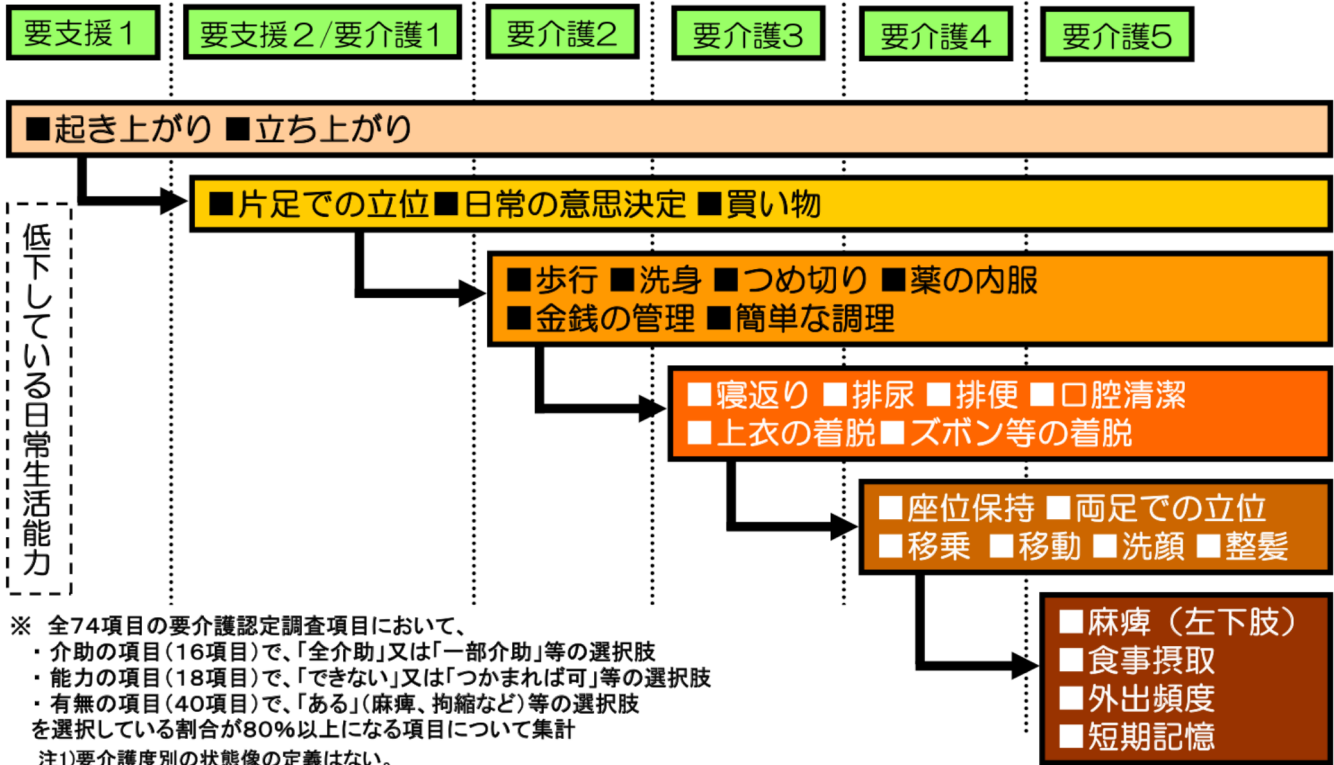 要支援1
要支援2/要介護1
要介護2
要介護3
要介護4
要介護5
■起き上がり ■立ち上がり
■片足での立位■日常の意思決定 ■買い物
■歩行 ■洗身 ■つめ切り ■薬の内服
■金銭の管理 ■簡単な調理
■寝返り ■排尿 ■排便 ■口腔清潔
■上衣の着脱■ズボン等の着脱
■座位保持 ■両足での立位
■移乗 ■移動 ■洗顔 ■整髪
■麻痺（左下肢）
■食事摂取
■外出頻度
■短期記憶
低下している日常生活能力
※ 全74項目の要介護認定調査項目において、
・介助の項目(16項目)で、「全介助」又は「一部介助」等の選択肢
・能力の項目(18項目)で、「できない」又は「つかまれば可」等の選択肢
・有無の項目(40項目)で、「ある」(麻痺、拘縮など)等の選択肢
を選択している割合が80%以上になる項目について集計
注1)要介護度別の状態像の定義はない。